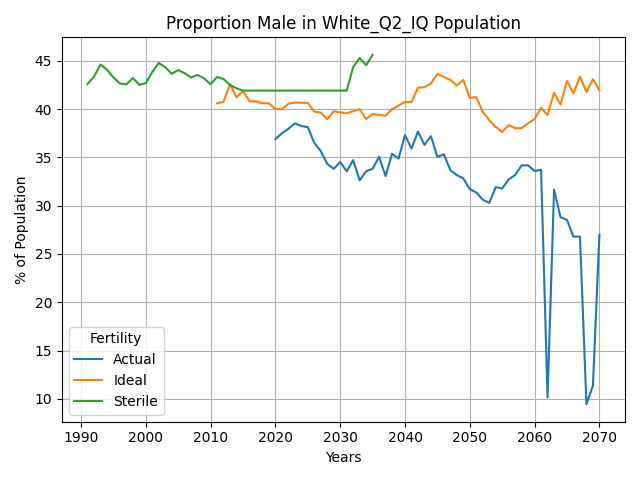 Proportion Male in White_Q2_IQ Population
% of Population
45
40
35
30
25
20
15
10
Fertility
Actual
Ideal
Sterile
1990 2000 2010 2020 2030 2040 2050 2060 2070
Years